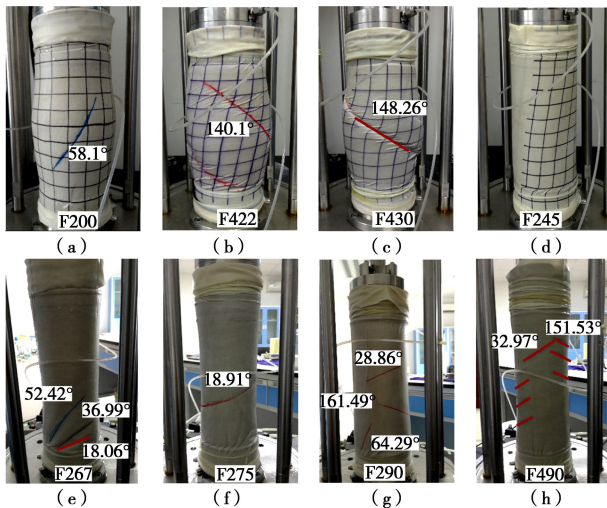 58.1°
F200
(a)
140.1°
F422
(b)
148.26°
F430
(c)
F245
(d)
52.42°
36.99°
18.06°
F267
(e)
18.91°
F275
(f)
28.86°
161.49°
64.29°
F290
(g)
32.97°
151.53°
F490
(h)